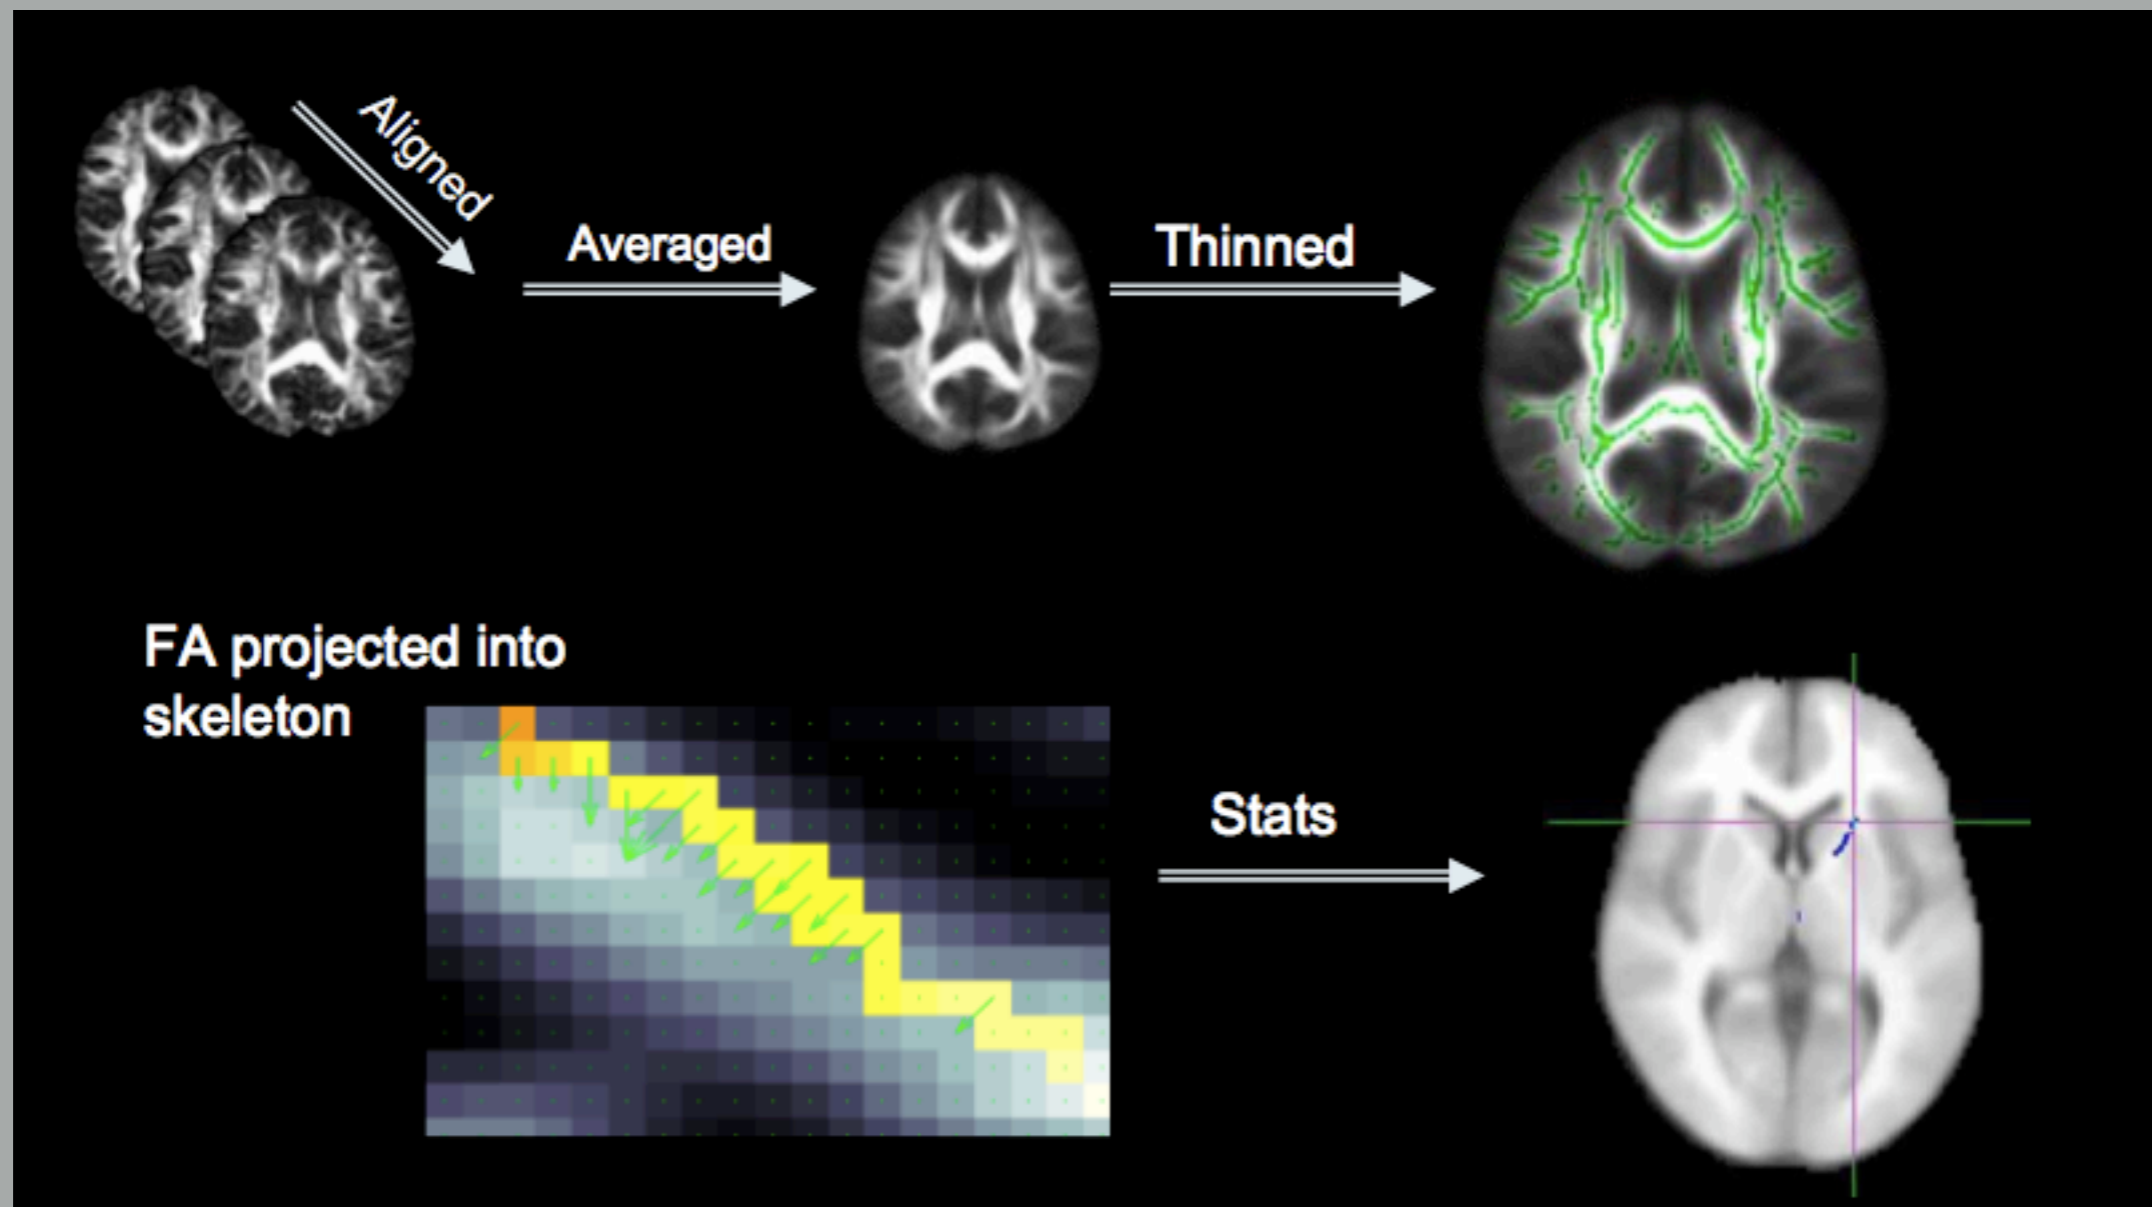 Aligned
Averaged
Thinned
FA projected into
skeleton
Stats